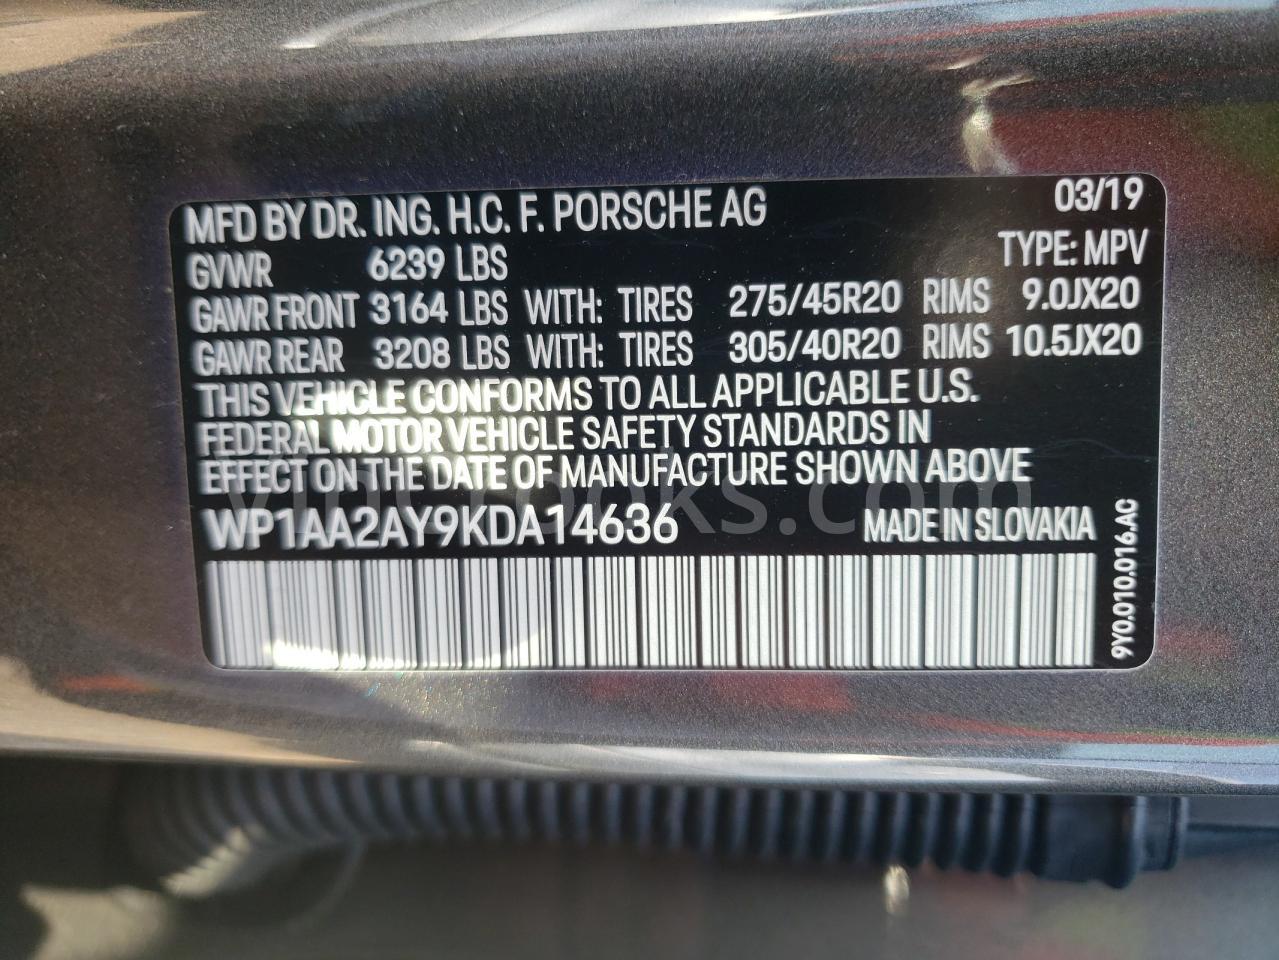 MFD BY DR. ING. H.C. F. PORSCHE AG 03/19
GVWR 6239 LBS TYPE: MPV
GAWR FRONT 3164 LBS WITH: TIRES 275/45R20 RIMS 9.0JX20
GAWR REAR 3208 LBS WITH: TIRES 305/40R20 RIMS 10.5JX20
THIS VEHICLE CONFORMS TO ALL APPLICABLE U.S.
FEDERAL MOTOR VEHICLE SAFETY STANDARDS IN
EFFECT ON THE DATE OF MANUFACTURE SHOWN ABOVE
WP1AA2AY9KDA14636 MADE IN SLOVAKIA
9Y0.010.016.AC